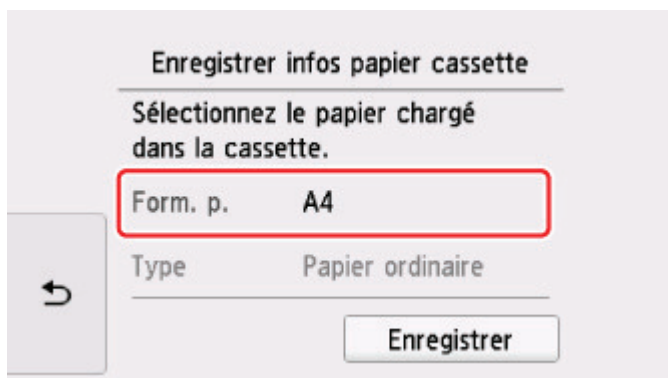 Enregistrer infos papier cassette
Sélectionnez le papier chargé
dans la cassette.
Form. p. A4
Type Papier ordinaire
Enregistrer